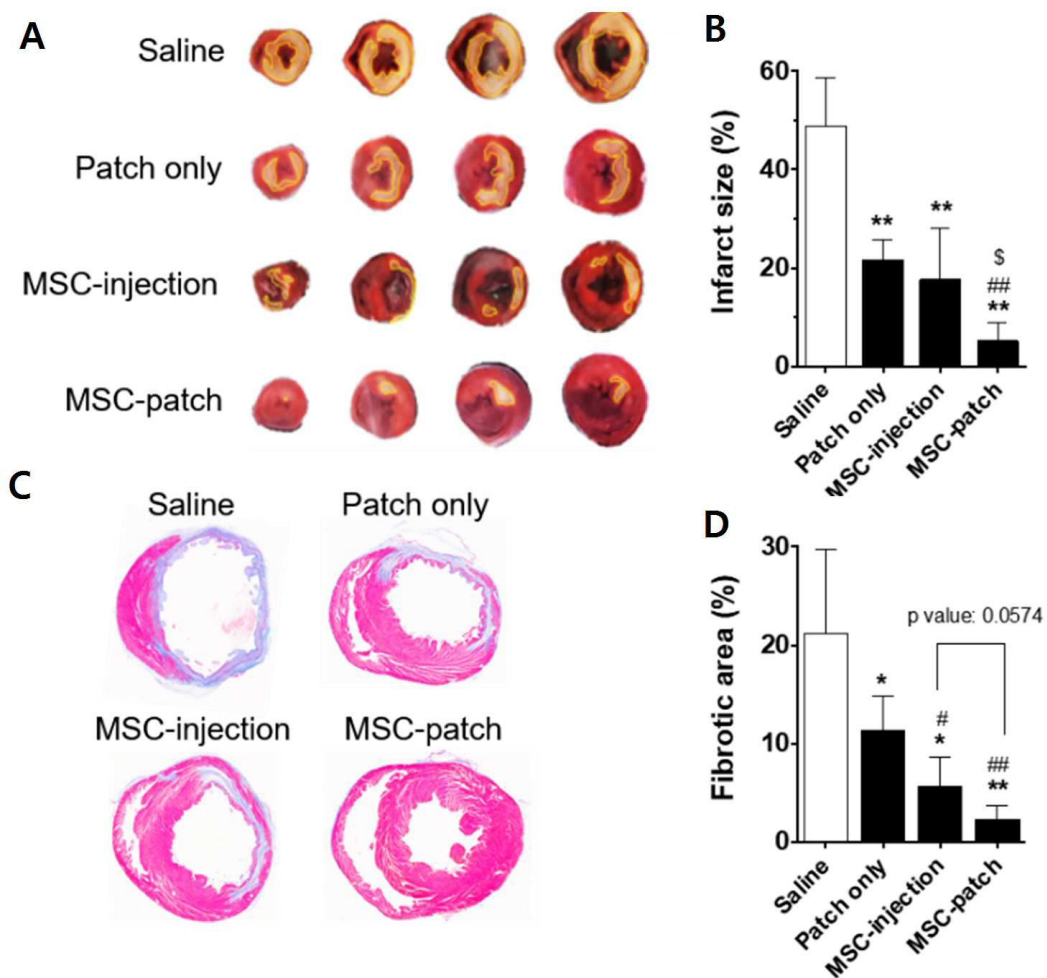 A
Saline
Patch only
MSC-injection
MSC-patch
B
Infarct size (%)
60
40
20
0
**
**
$
##
**
Saline
Patch only
MSC-injection
MSC-patch
C
Saline
Patch only
MSC-injection
MSC-patch
D
Fibrotic area (%)
30
20
10
0
p value: 0.0574
*
#
*
##
**
Saline
Patch only
MSC-injection
MSC-patch